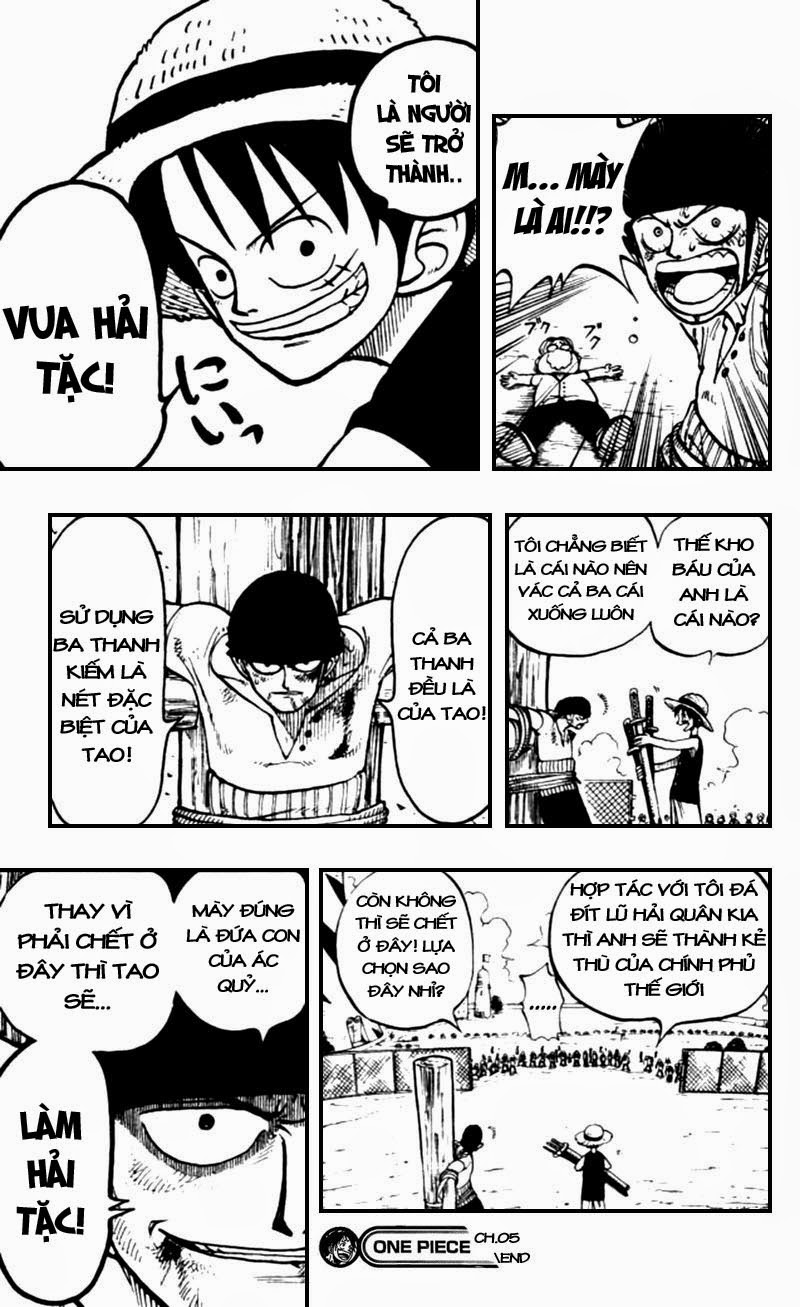 M... MÀY
LÀ AI!!?
ブク
ブク
TÔI
LÀ NGƯỜI
SẼ TRỞ
THÀNH..
VUA HẢI
TẶC!
にいっ
THẾ KHO
BÁU CỦA
ANH LÀ
CÁI NÀO?
TÔI CHẲNG BIẾT
LÀ CÁI NÀO NÊN
VÁC CẢ BA CÁI
XUỐNG LUÔN
CẢ BA
THANH
ĐỀU LÀ
CỦA TAO!
SỬ DỤNG
BA THANH
KIẾM LÀ
NÉT ĐẶC
BIỆT CỦA
TAO!
HỢP TÁC VỚI TÔI ĐÁ
ĐÍT LŨ HẢI QUÂN KIA
THÌ ANH SẼ THÀNH KẺ
THÙ CỦA CHÍNH PHỦ
THẾ GIỚI
......
CÒN KHÔNG
THÌ SẼ CHẾT
Ở ĐÂY! LỰA
CHỌN SAO
ĐÂY NHỈ?
MÀY ĐÚNG
LÀ ĐỨA CON
CỦA ÁC
QUỶ...
THAY VÌ
PHẢI CHẾT Ở
ĐÂY THÌ TAO
SẼ...
LÀM
HẢI
TẶC!
ONE PIECE
CH.05
\END